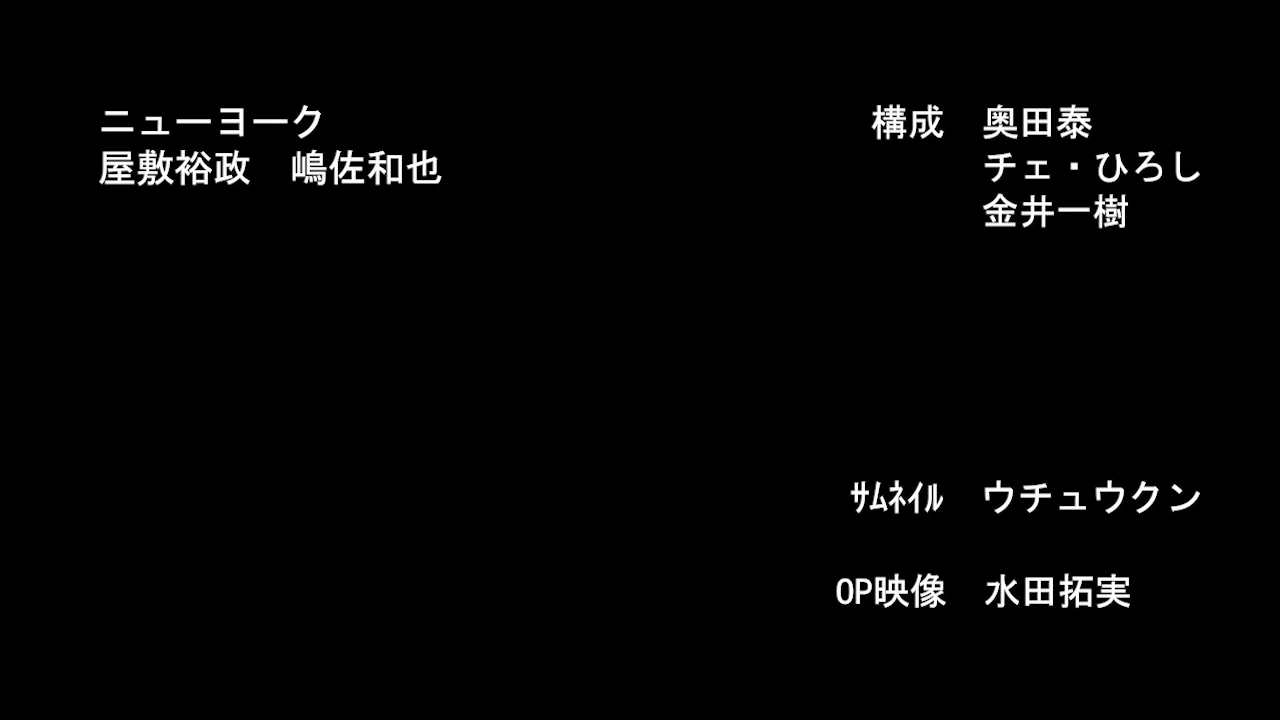 ニューヨーク
屋敷裕政　嶋佐和也
構成　奥田泰
チェ・ひろし
金井一樹
ｻﾑﾈｲﾙ　ウチュウクン
OP映像　水田拓実